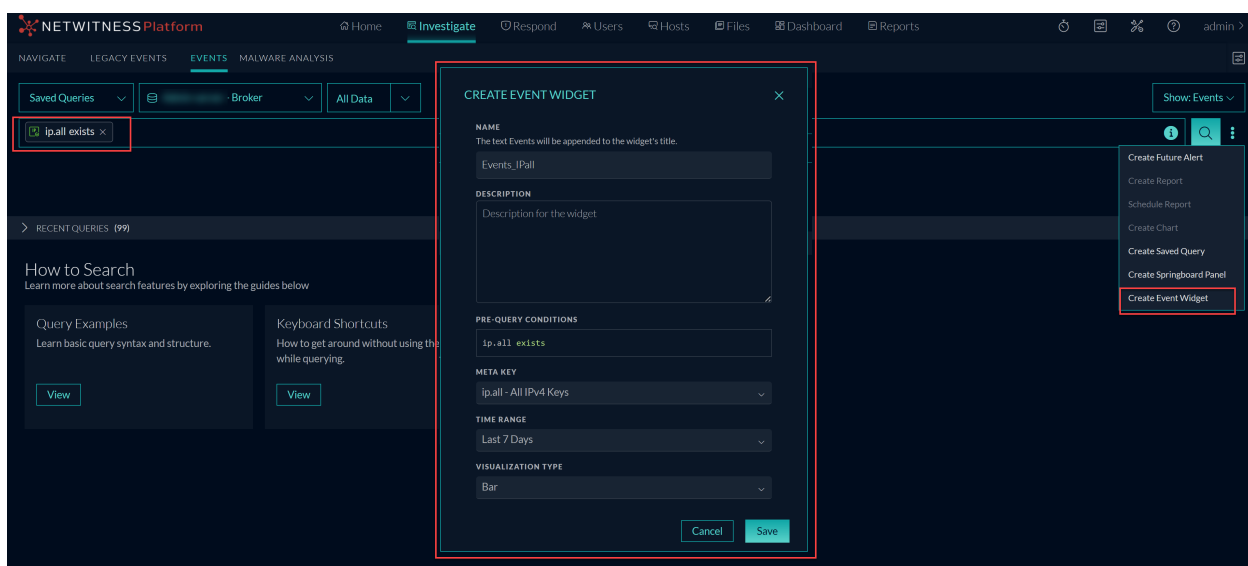 NETWITNESS Platform
Home
Investigate
Respond
Users
Hosts
Files
Dashboard
Reports
admin >
NAVIGATE
LEGACY EVENTS
EVENTS
MALWARE ANALYSIS
Saved Queries
- Broker
All Data
Show: Events
ip.all exists ×
RECENT QUERIES (99)
How to Search
Learn more about search features by exploring the guides below
Query Examples
Learn basic query syntax and structure.
View
Keyboard Shortcuts
How to get around without using the
while querying.
View
CREATE EVENT WIDGET
NAME
The text Events will be appended to the widget's title.
Events_IPall
DESCRIPTION
Description for the widget
PRE-QUERY CONDITIONS
ip.all exists
META KEY
ip.all - All IPv4 Keys
TIME RANGE
Last 7 Days
VISUALIZATION TYPE
Bar
Cancel
Save
Create Future Alert
Create Report
Schedule Report
Create Chart
Create Saved Query
Create Springboard Panel
Create Event Widget